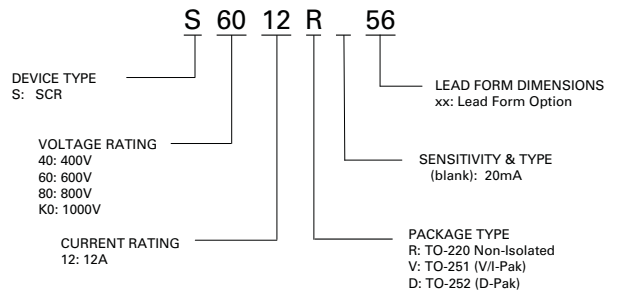 S 60 12 R _ 56
DEVICE TYPE
S: SCR
LEAD FORM DIMENSIONS
xx: Lead Form Option
VOLTAGE RATING
40: 400V
60: 600V
80: 800V
K0: 1000V
SENSITIVITY & TYPE
(blank): 20mA
CURRENT RATING
12: 12A
PACKAGE TYPE
R: TO-220 Non-Isolated
V: TO-251 (V/I-Pak)
D: TO-252 (D-Pak)